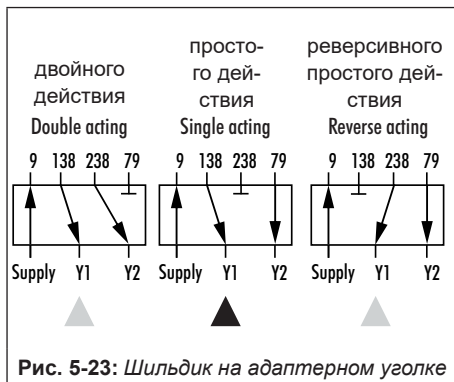 двойного
действия
Double acting
9 138 238 79
Supply Y1 Y2
просто-
го дей-
ствия
Single acting
9 138 238 79
Supply Y1 Y2
реверсивного
простого дей-
ствия
Reverse acting
9 138 238 79
Supply Y1 Y2
Рис. 5-23: Шильдик на адаптерном уголке